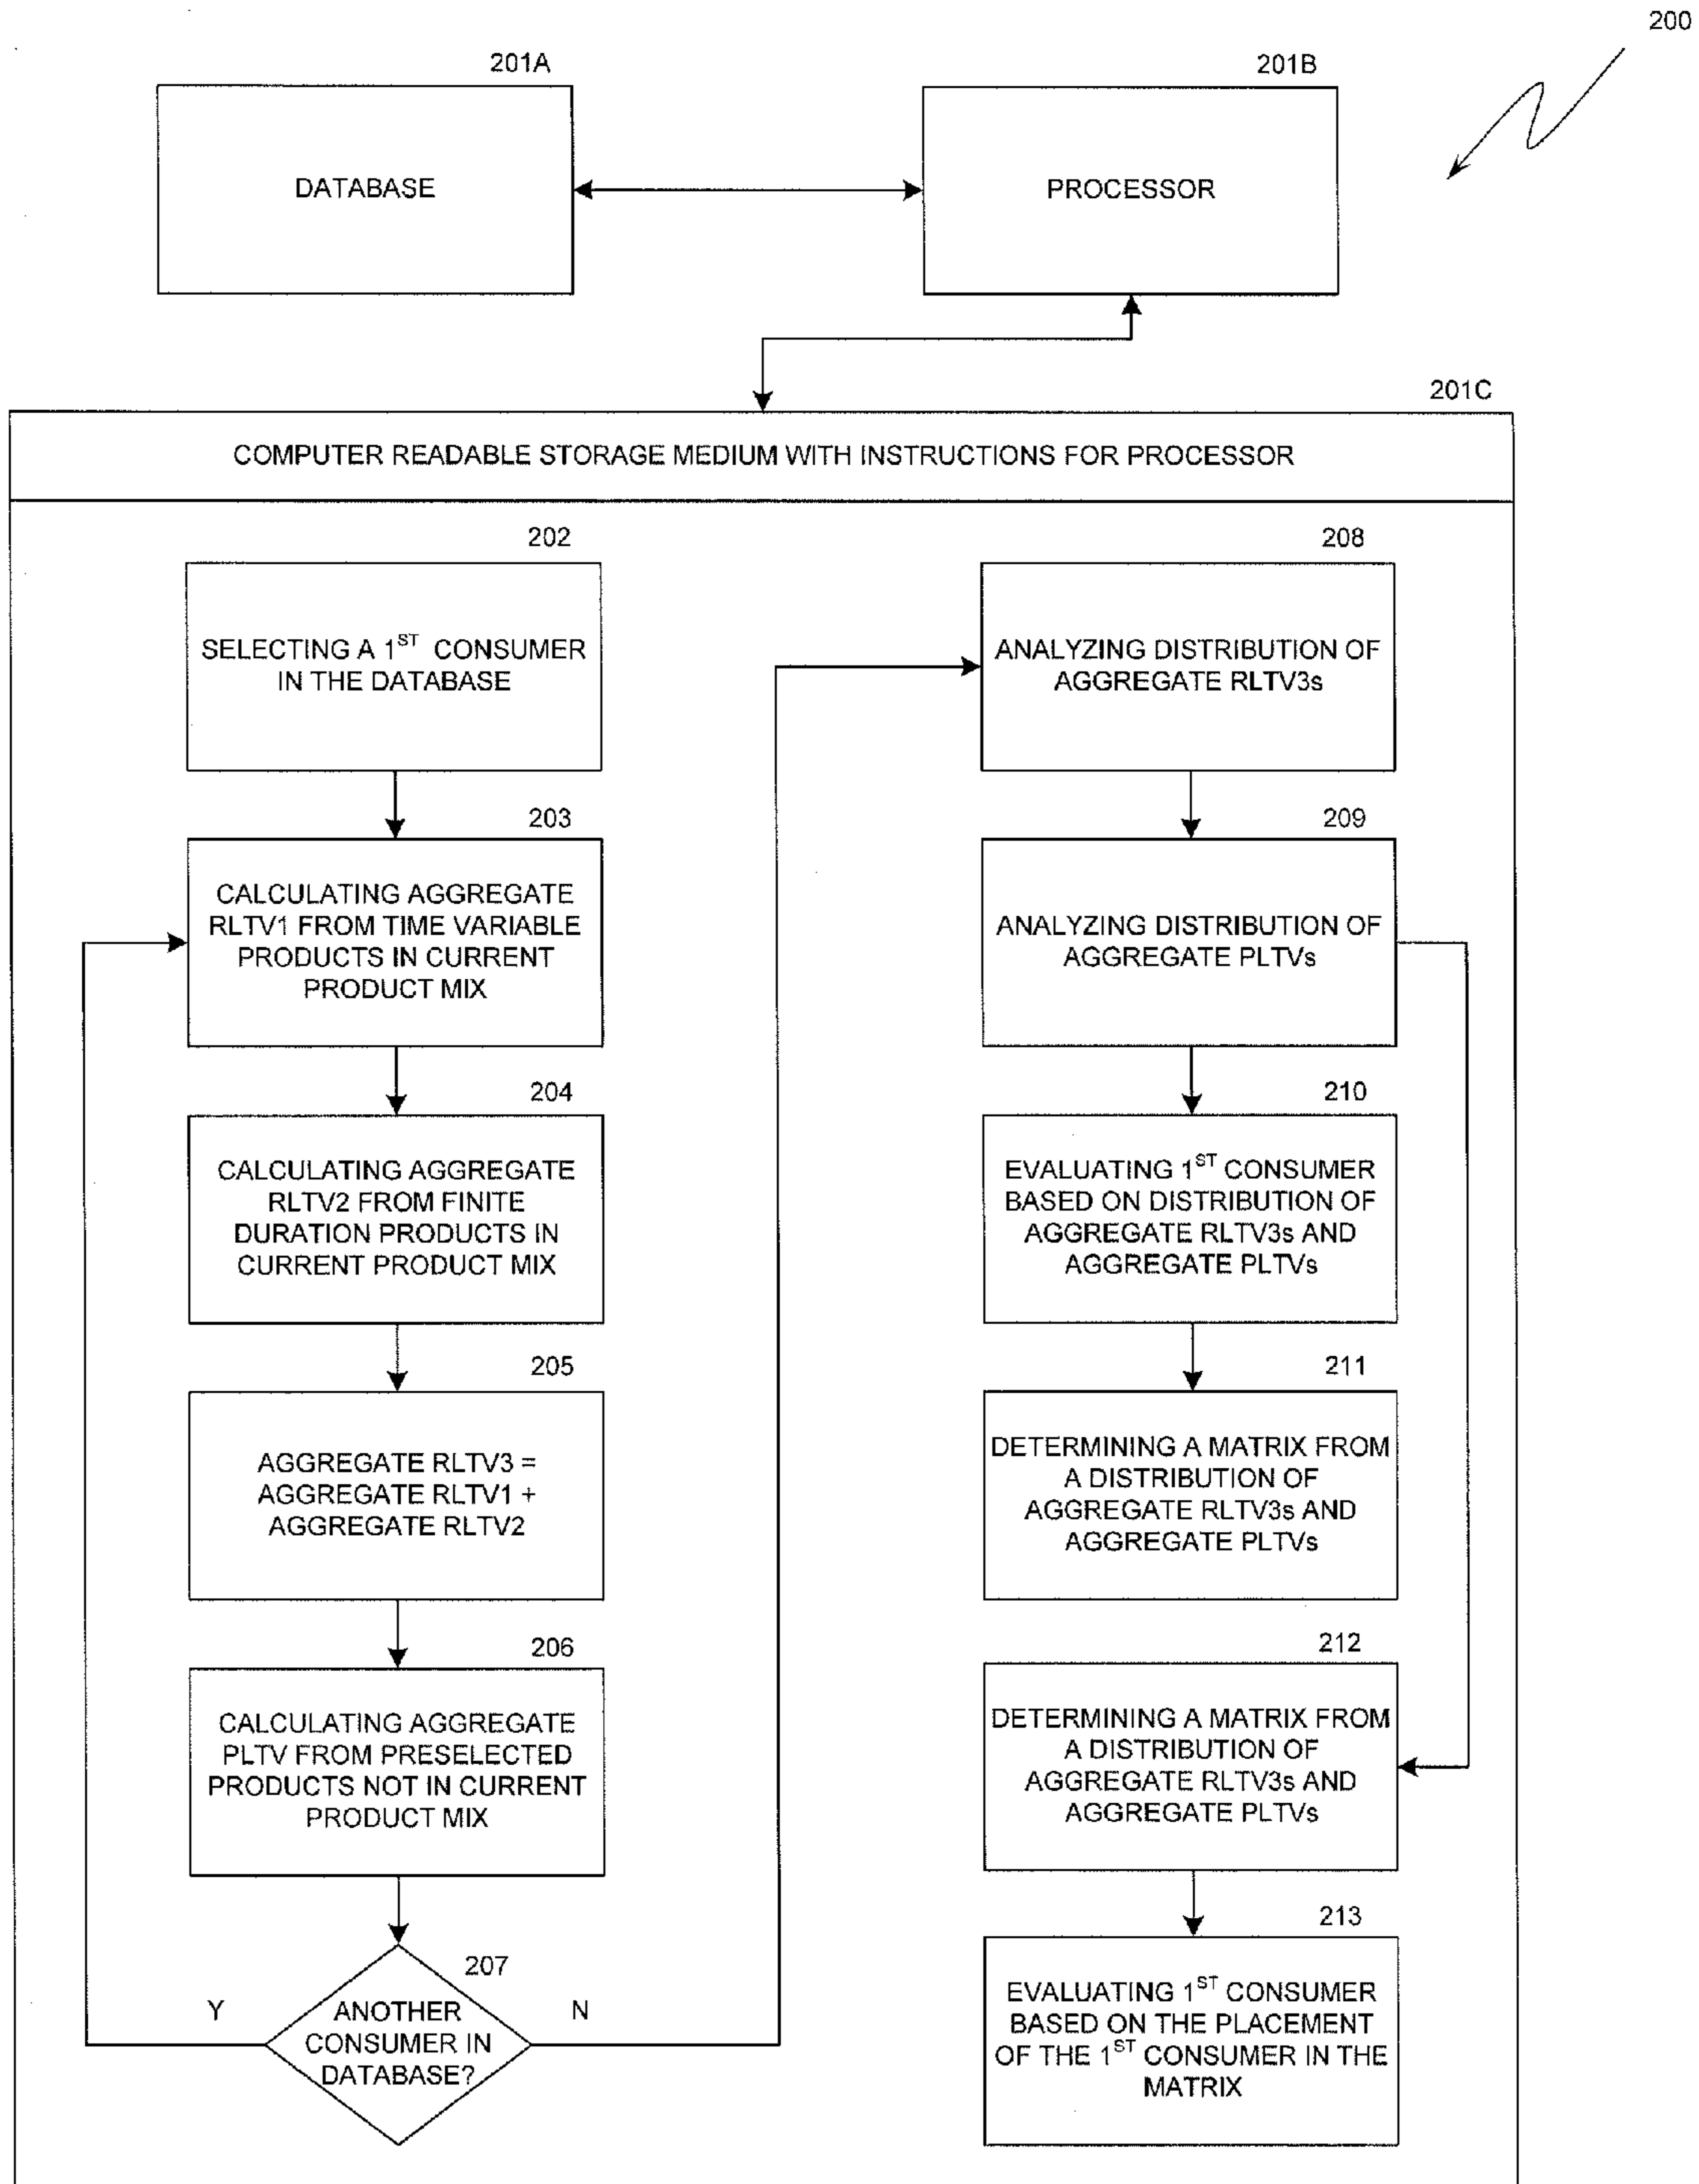 200
201A
201B
DATABASE
PROCESSOR
201C
COMPUTER READABLE STORAGE MEDIUM WITH INSTRUCTIONS FOR PROCESSOR
202
SELECTING A 1ST CONSUMER
IN THE DATABASE
203
CALCULATING AGGREGATE
RLTV1 FROM TIME VARIABLE
PRODUCTS IN CURRENT
PRODUCT MIX
204
CALCULATING AGGREGATE
RLTV2 FROM FINITE
DURATION PRODUCTS IN
CURRENT PRODUCT MIX
205
AGGREGATE RLTV3 =
AGGREGATE RLTV1 +
AGGREGATE RLTV2
206
CALCULATING AGGREGATE
PLTV FROM PRESELECTED
PRODUCTS NOT IN CURRENT
PRODUCT MIX
207
Y
ANOTHER
CONSUMER IN
DATABASE?
N
208
ANALYZING DISTRIBUTION OF
AGGREGATE RLTV3s
209
ANALYZING DISTRIBUTION OF
AGGREGATE PLTVs
210
EVALUATING 1ST CONSUMER
BASED ON DISTRIBUTION OF
AGGREGATE RLTV3s AND
AGGREGATE PLTVs
211
DETERMINING A MATRIX FROM
A DISTRIBUTION OF
AGGREGATE RLTV3s AND
AGGREGATE PLTVs
212
DETERMINING A MATRIX FROM
A DISTRIBUTION OF
AGGREGATE RLTV3s AND
AGGREGATE PLTVs
213
EVALUATING 1ST CONSUMER
BASED ON THE PLACEMENT
OF THE 1ST CONSUMER IN THE
MATRIX